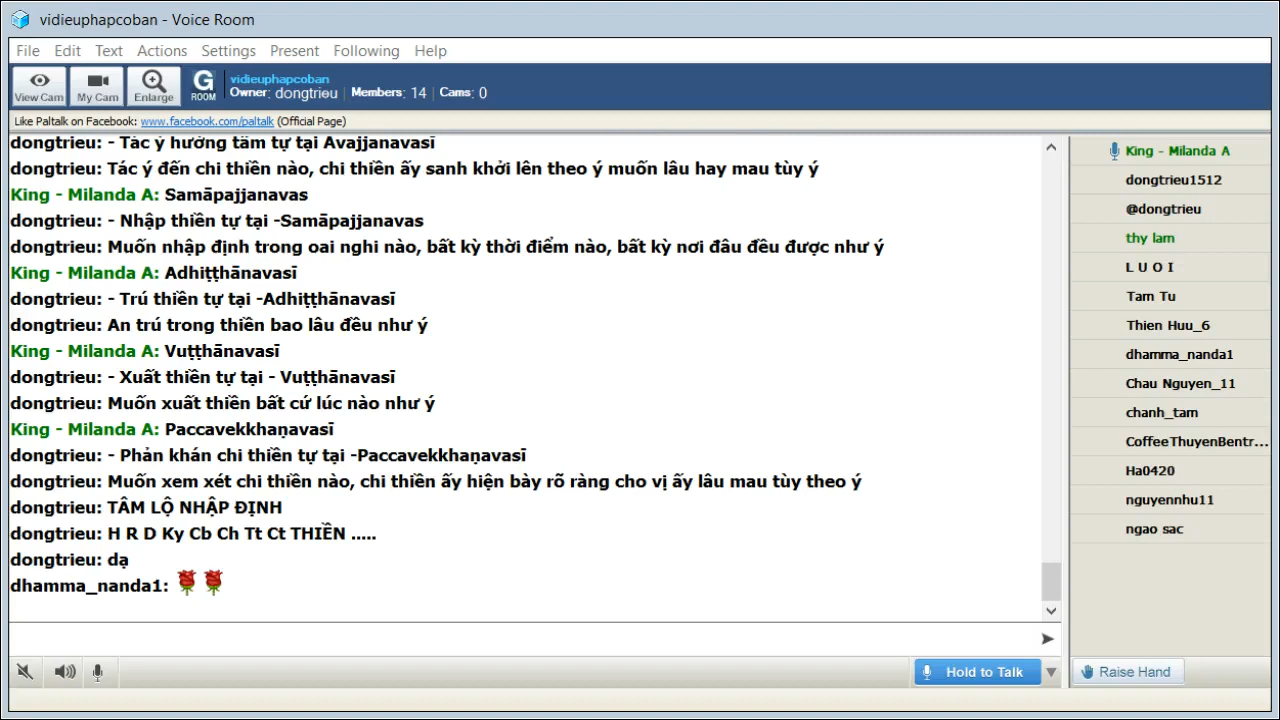 vidieuphapcoban - Voice Room
File Edit Text Actions Settings Present Following Help
View Cam
My Cam
Enlarge
G ROOM
vidieuphapcoban
Owner: dongtrieu | Members: 14 | Cams: 0
Like Paltalk on Facebook: www.facebook.com/paltalk (Official Page)
dongtrieu: - Tác ý hướng tâm tự tại Avajjanavasī
dongtrieu: Tác ý đến chi thiền nào, chi thiền ấy sanh khởi lên theo ý muốn lâu hay mau tùy ý
King - Milanda A: Samāpajjanavas
dongtrieu: - Nhập thiền tự tại -Samāpajjanavas
dongtrieu: Muốn nhập định trong oai nghi nào, bất kỳ thời điểm nào, bất kỳ nơi đâu đều được như ý
King - Milanda A: Adhiṭṭhānavasī
dongtrieu: - Trú thiền tự tại -Adhiṭṭhānavasī
dongtrieu: An trú trong thiền bao lâu đều như ý
King - Milanda A: Vuṭṭhānavasī
dongtrieu: - Xuất thiền tự tại - Vuṭṭhānavasī
dongtrieu: Muốn xuất thiền bất cứ lúc nào như ý
King - Milanda A: Paccavekkhaṇavasī
dongtrieu: - Phản khán chi thiền tự tại -Paccavekkhaṇavasī
dongtrieu: Muốn xem xét chi thiền nào, chi thiền ấy hiện bày rõ ràng cho vị ấy lâu mau tùy theo ý
dongtrieu: TÂM LỘ NHẬP ĐỊNH
dongtrieu: H R D Ky Cb Ch Tt Ct THIỀN .....
dongtrieu: dạ
dhamma_nanda1:
King - Milanda A
dongtrieu1512
@dongtrieu
thy lam
L U O I
Tam Tu
Thien Huu_6
dhamma_nanda1
Chau Nguyen_11
chanh_tam
CoffeeThuyenBentr...
Ha0420
nguyennhu11
ngao sac
Hold to Talk
Raise Hand